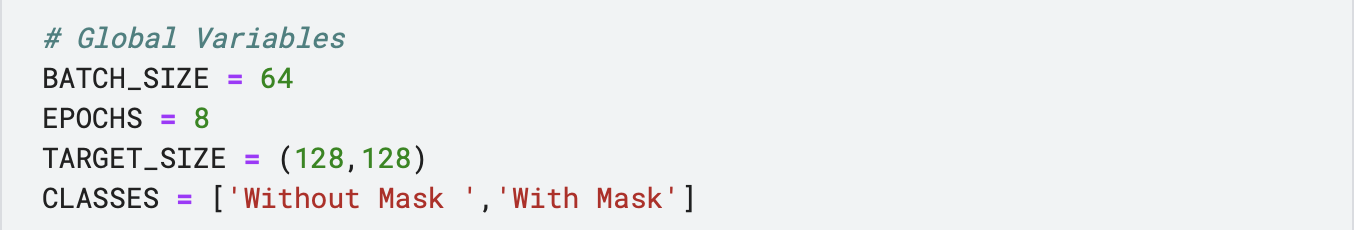 # Global Variables
BATCH_SIZE = 64
EPOCHS = 8
TARGET_SIZE = (128,128)
CLASSES = ['Without Mask ','With Mask']